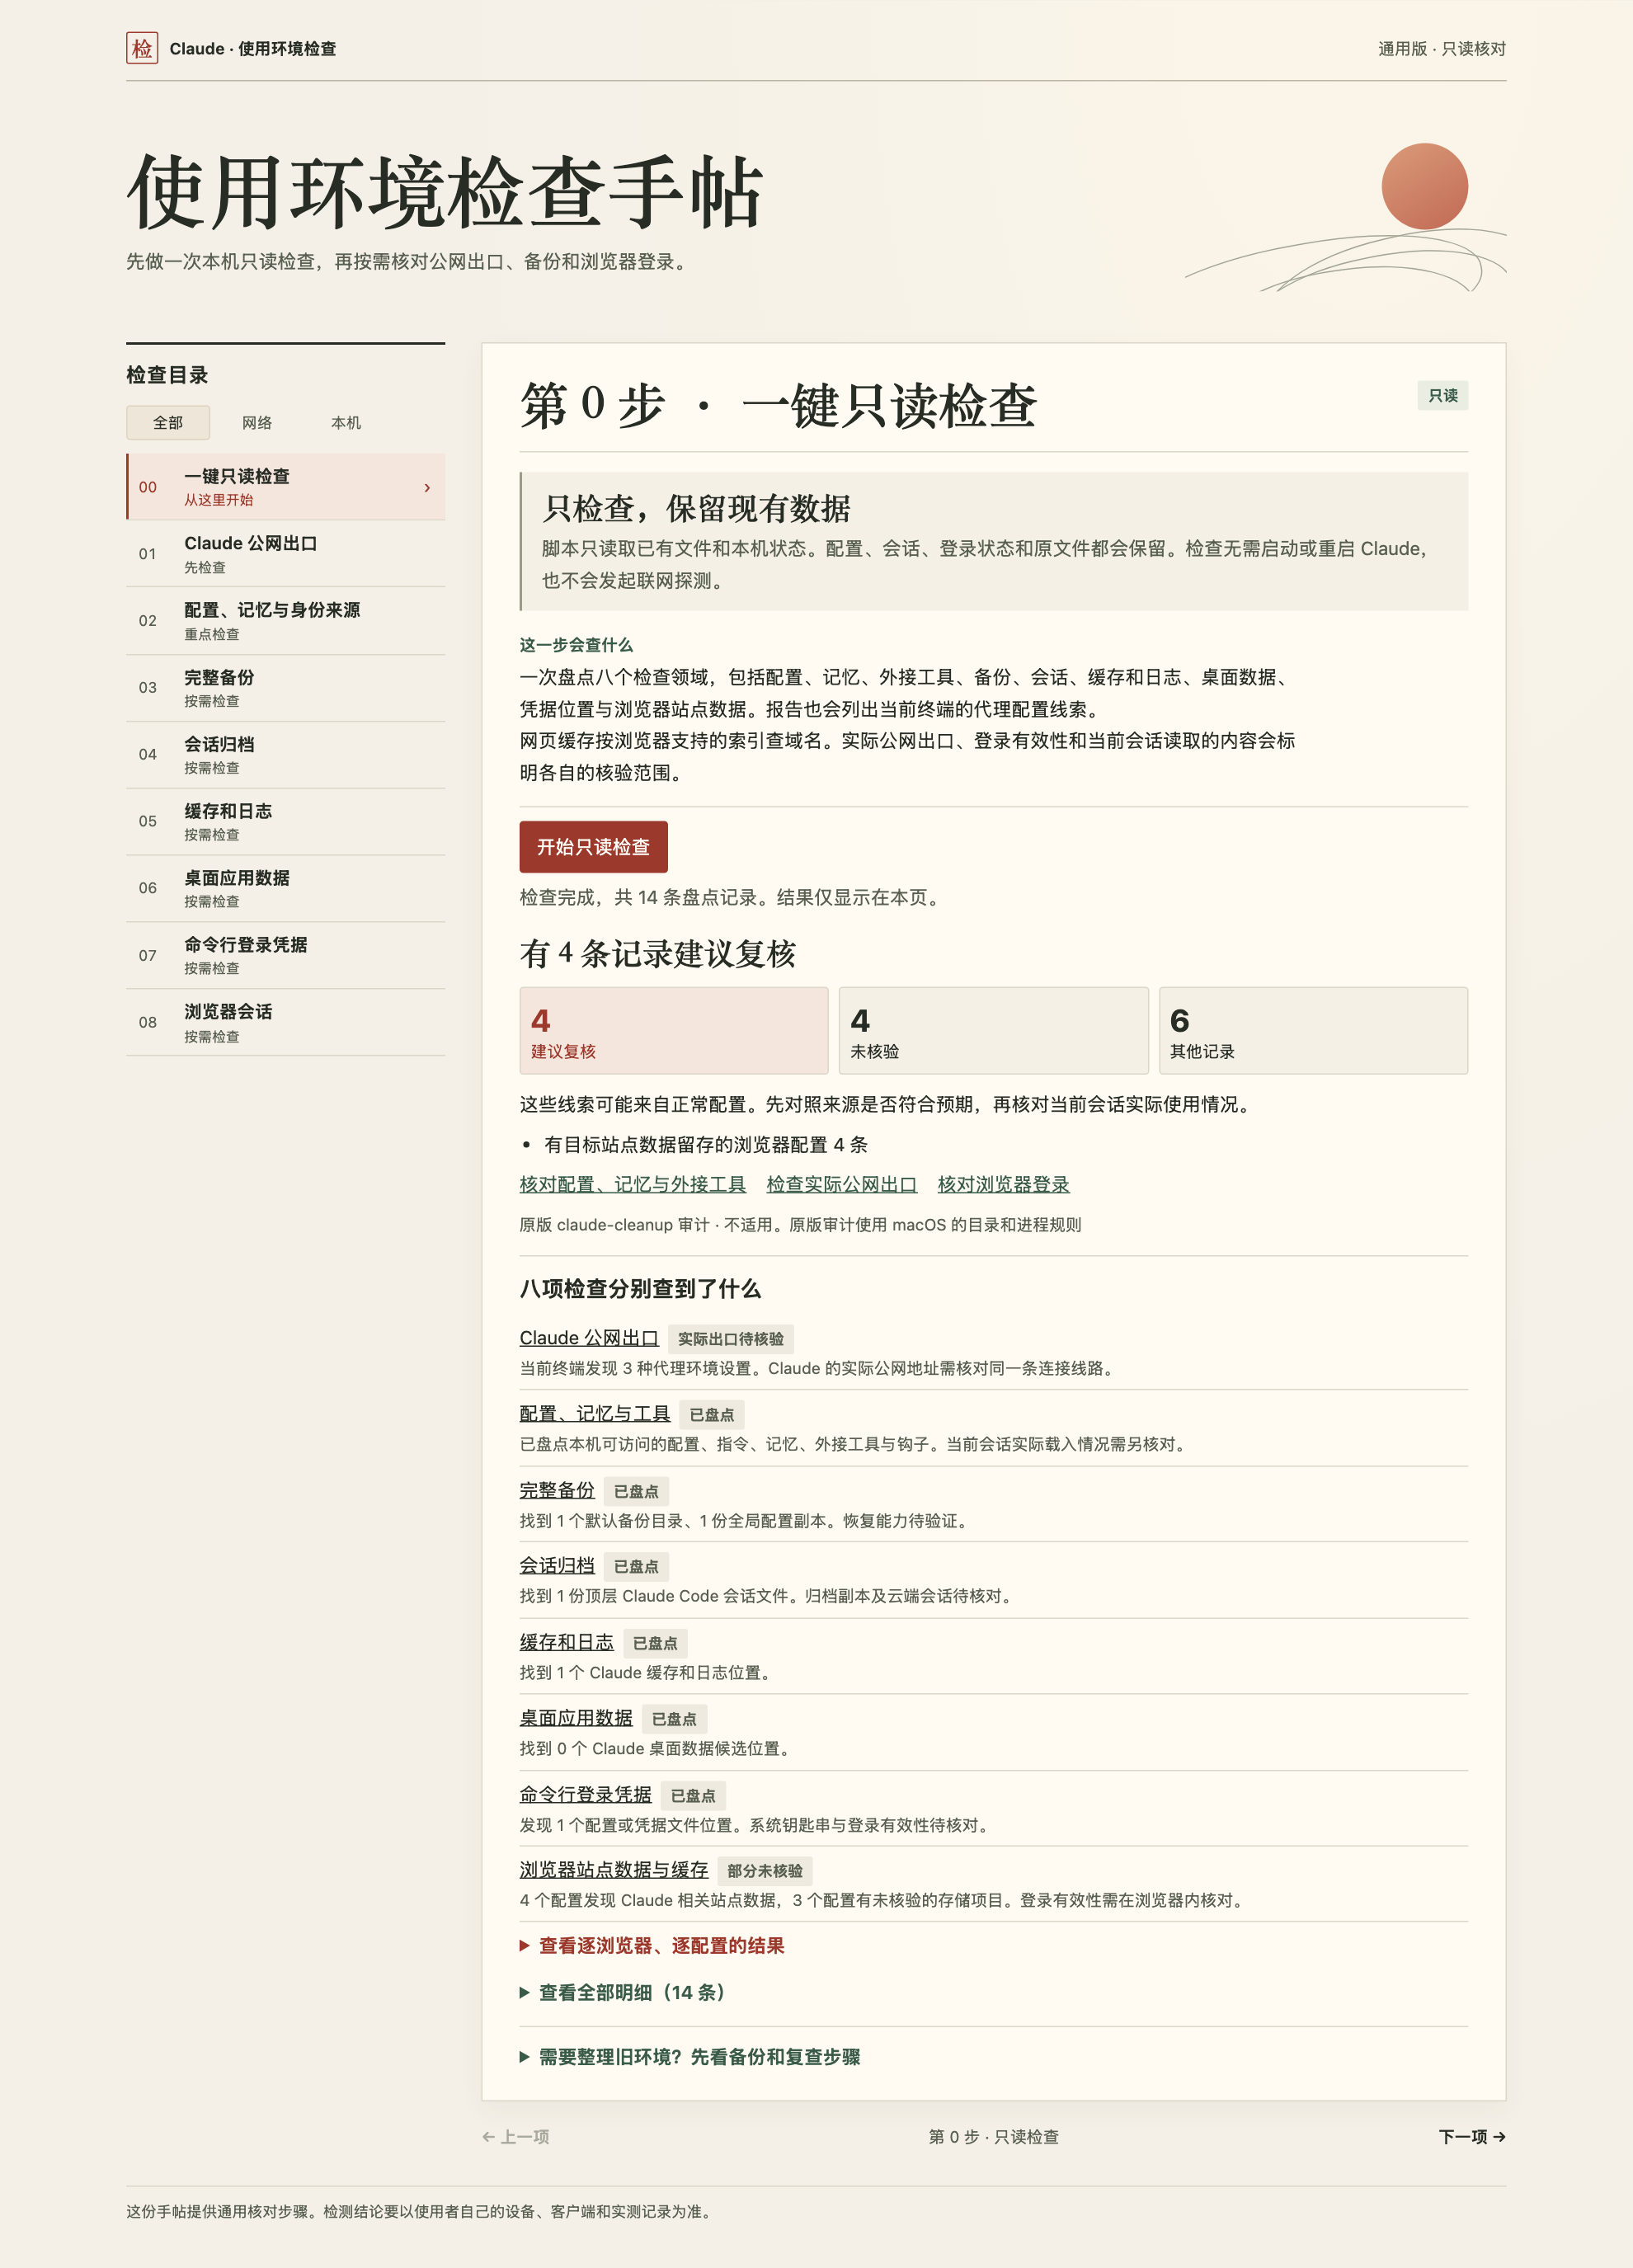 检 Claude · 使用环境检查
通用版 · 只读核对
使用环境检查手帖
先做一次本机只读检查，再按需核对公网出口、备份和浏览器登录。
检查目录
全部 网络 本机
00 一键只读检查 ›
从这里开始
01 Claude 公网出口
先检查
02 配置、记忆与身份来源
重点检查
03 完整备份
按需检查
04 会话归档
按需检查
05 缓存和日志
按需检查
06 桌面应用数据
按需检查
07 命令行登录凭据
按需检查
08 浏览器会话
按需检查
第 0 步 · 一键只读检查
只读
只检查，保留现有数据
脚本只读取已有文件和本机状态。配置、会话、登录状态和原文件都会保留。检查无需启动或重启 Claude，
也不会发起联网探测。
这一步会查什么
一次盘点八个检查领域，包括配置、记忆、外接工具、备份、会话、缓存和日志、桌面数据、
凭据位置与浏览器站点数据。报告也会列出当前终端的代理配置线索。
网页缓存按浏览器支持的索引查域名。实际公网出口、登录有效性和当前会话读取的内容会标
明各自的核验范围。
开始只读检查
检查完成，共 14 条盘点记录。结果仅显示在本页。
有 4 条记录建议复核
4
建议复核
4
未核验
6
其他记录
这些线索可能来自正常配置。先对照来源是否符合预期，再核对当前会话实际使用情况。
• 有目标站点数据留存的浏览器配置 4 条
核对配置、记忆与外接工具 检查实际公网出口 核对浏览器登录
原版 claude-cleanup 审计 · 不适用。原版审计使用 macOS 的目录和进程规则
八项检查分别查到了什么
Claude 公网出口 实际出口待核验
当前终端发现 3 种代理环境设置。Claude 的实际公网地址需核对同一条连接线路。
配置、记忆与工具 已盘点
已盘点本机可访问的配置、指令、记忆、外接工具与钩子。当前会话实际载入情况需另核对。
完整备份 已盘点
找到 1 个默认备份目录、1 份全局配置副本。恢复能力待验证。
会话归档 已盘点
找到 1 份顶层 Claude Code 会话文件。归档副本及云端会话待核对。
缓存和日志 已盘点
找到 1 个 Claude 缓存和日志位置。
桌面应用数据 已盘点
找到 0 个 Claude 桌面数据候选位置。
命令行登录凭据 已盘点
发现 1 个配置或凭据文件位置。系统钥匙串与登录有效性待核对。
浏览器站点数据与缓存 部分未核验
4 个配置发现 Claude 相关站点数据，3 个配置有未核验的存储项目。登录有效性需在浏览器内核对。
▶ 查看逐浏览器、逐配置的结果
▶ 查看全部明细（14 条）
▶ 需要整理旧环境？先看备份和复查步骤
← 上一项
第 0 步 · 只读检查
下一项 →
这份手帖提供通用核对步骤。检测结论要以使用者自己的设备、客户端和实测记录为准。